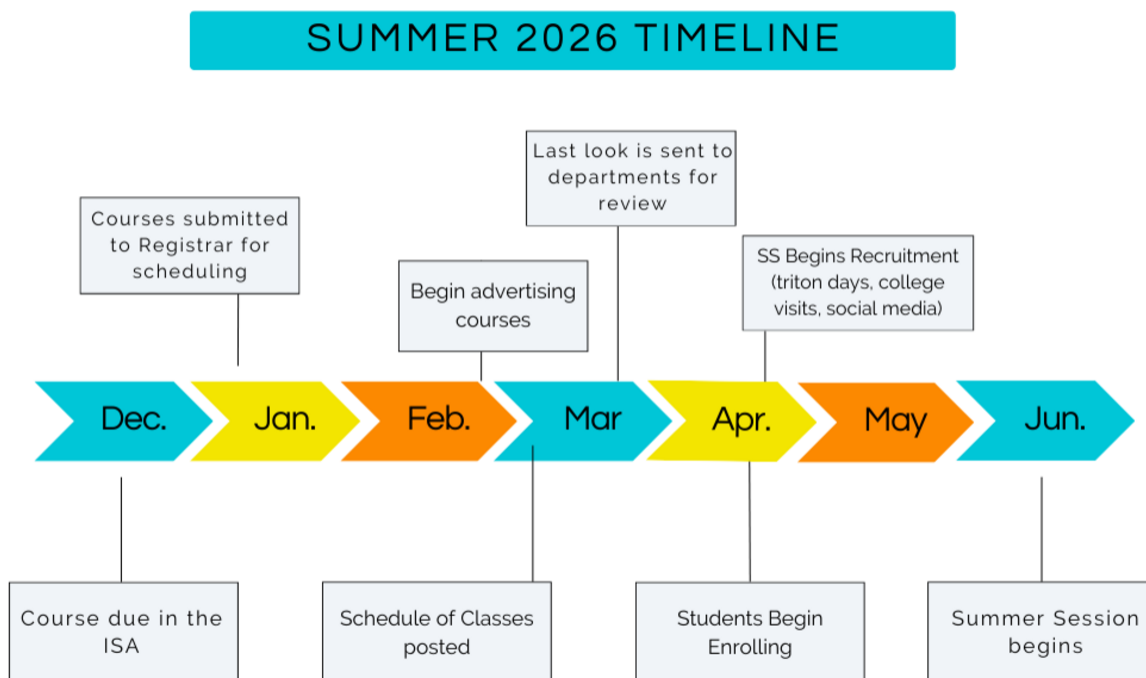 SUMMER 2026 TIMELINE
Last look is sent to
departments for
review
Courses submitted
to Registrar for
scheduling
Begin advertising
courses
SS Begins Recruitment
(triton days, college
visits, social media)
Dec.
Jan.
Feb.
Mar
Apr.
May
Jun.
Course due in the
ISA
Schedule of Classes
posted
Students Begin
Enrolling
Summer Session
begins